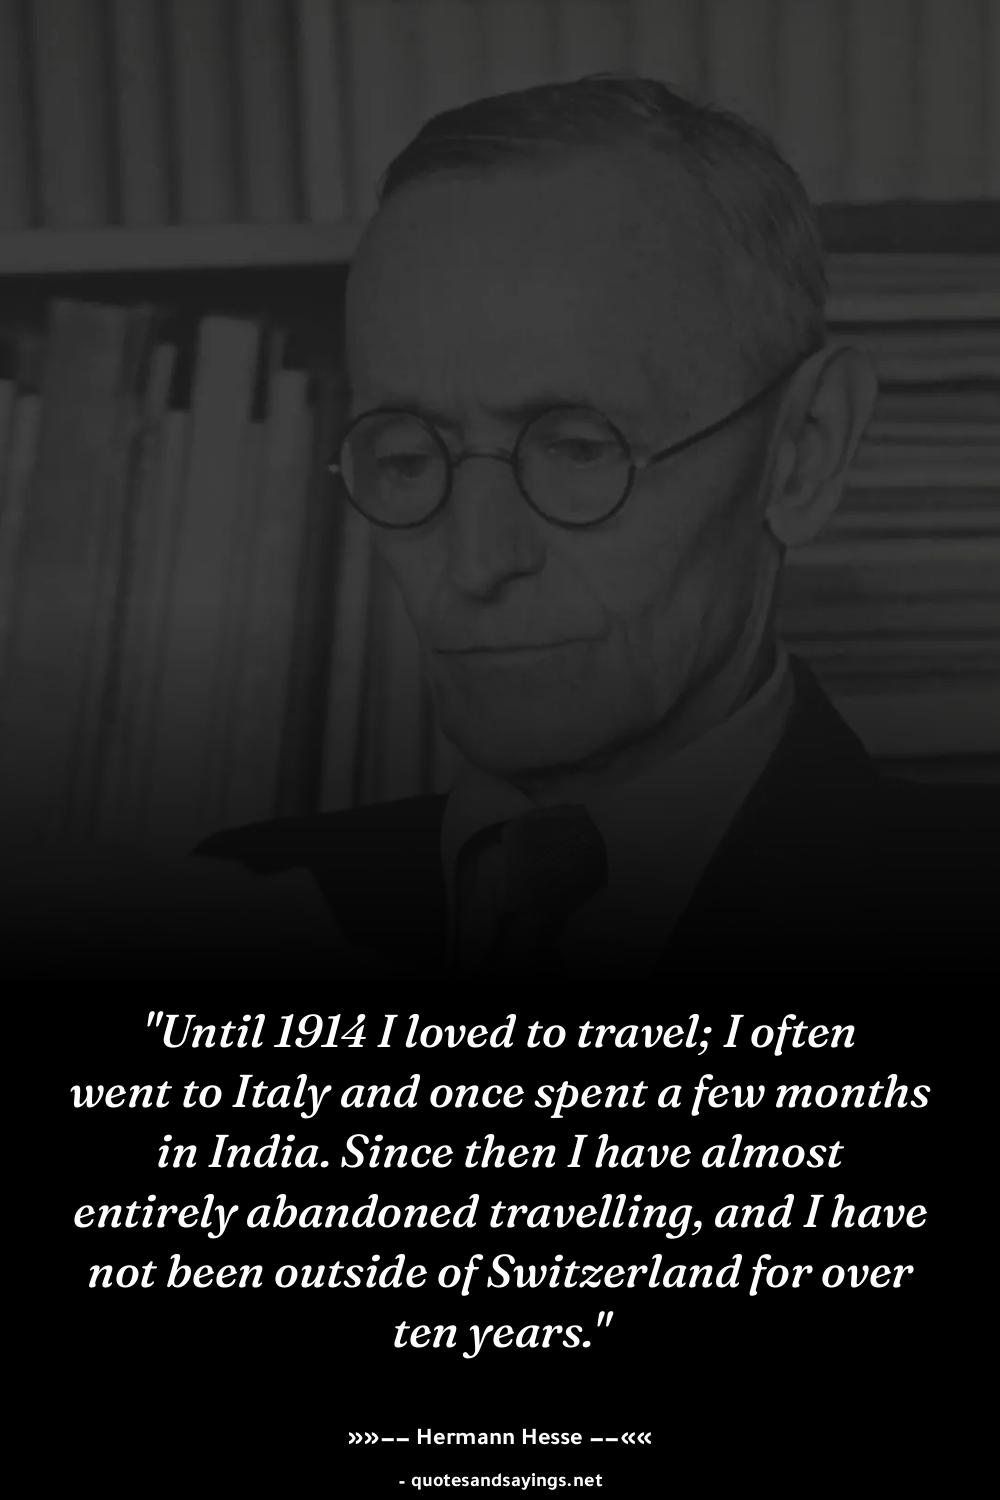 "Until 1914 I loved to travel; I often
went to Italy and once spent a few months
in India. Since then I have almost
entirely abandoned travelling, and I have
not been outside of Switzerland for over
ten years."
»»−− Hermann Hesse −−««
- quotesandsayings.net